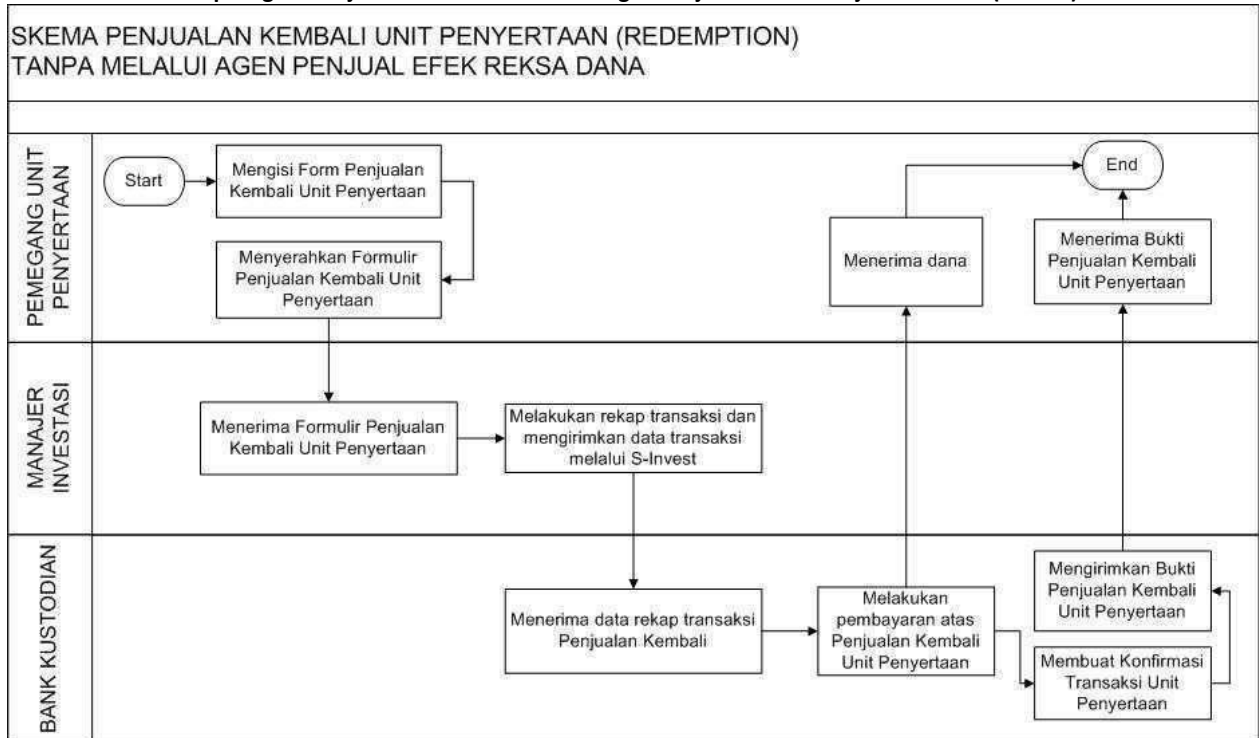 SKEMA PENJUALAN KEMBALI UNIT PENYERTAAN (REDEMPTION)
TANPA MELALUI AGEN PENJUAL EFEK REKSA DANA
PEMEGANG UNIT
PENYERTAAN
Start
Mengisi Form Penjualan
Kembali Unit Penyertaan
Menyerahkan Formulir
Penjualan Kembali Unit
Penyertaan
Menerima dana
End
Menerima Bukti
Penjualan Kembali
Unit Penyertaan
MANAJER
INVESTASI
Menerima Formulir Penjualan
Kembali Unit Penyertaan
Melakukan rekap transaksi dan
mengirimkan data transaksi
melalui S-Invest
BANK KUSTODIAN
Menerima data rekap transaksi
Penjualan Kembali
Melakukan
pembayaran atas
Penjualan Kembali
Unit Penyertaan
Mengirimkan Bukti
Penjualan Kembali
Unit Penyertaan
Membuat Konfirmasi
Transaksi Unit
Penyertaan